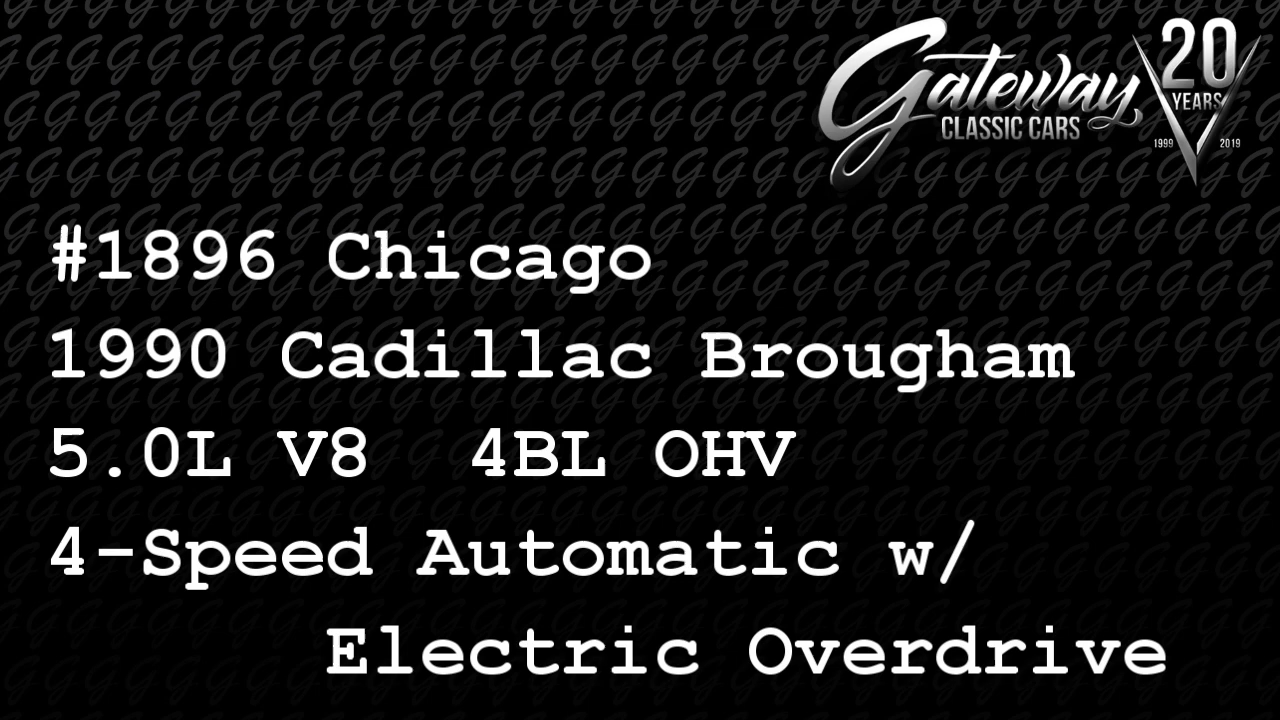 Gateway
CLASSIC CARS
20
YEARS
1999 2019
#1896 Chicago
1990 Cadillac Brougham
5.0L V8  4BL OHV
4-Speed Automatic w/
Electric Overdrive